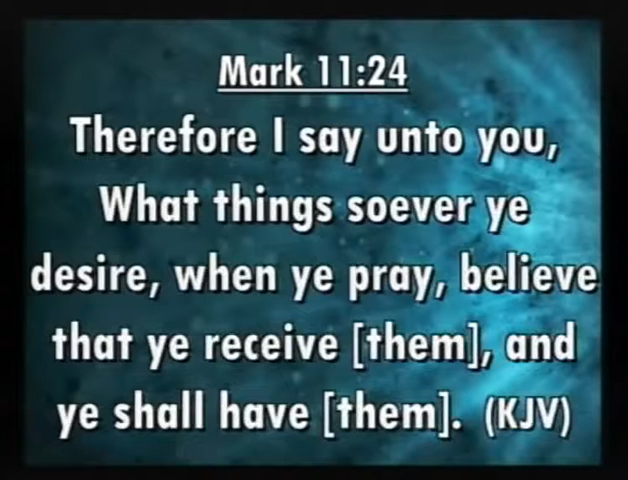 Mark 11:24
Therefore I say unto you,
What things soever ye
desire, when ye pray, believe
that ye receive [them], and
ye shall have [them]. (KJV)